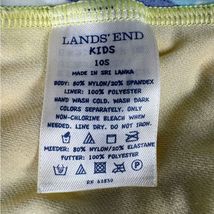 LANDS' END
KIDS
10S
MADE IN SRI LANKA
BODY: 80% NYLON/20% SPANDEX
LINER: 100% POLYESTER
HAND WASH COLD. WASH DARK
COLORS SEPARATELY. ONLY
NON-CHLORINE BLEACH WHEN
NEEDED. LINE DRY. DO NOT
IRON.
MIEDER: 80% NYLON/20% ELASTANE
FUTTER: 100% POLYESTER